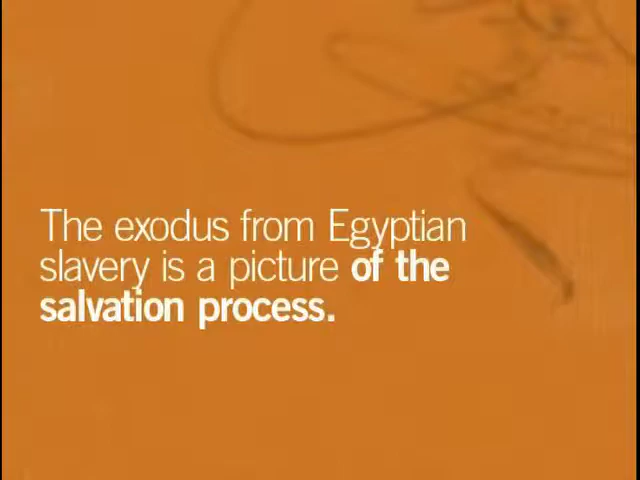 The exodus from Egyptian
slavery is a picture of the
salvation process.